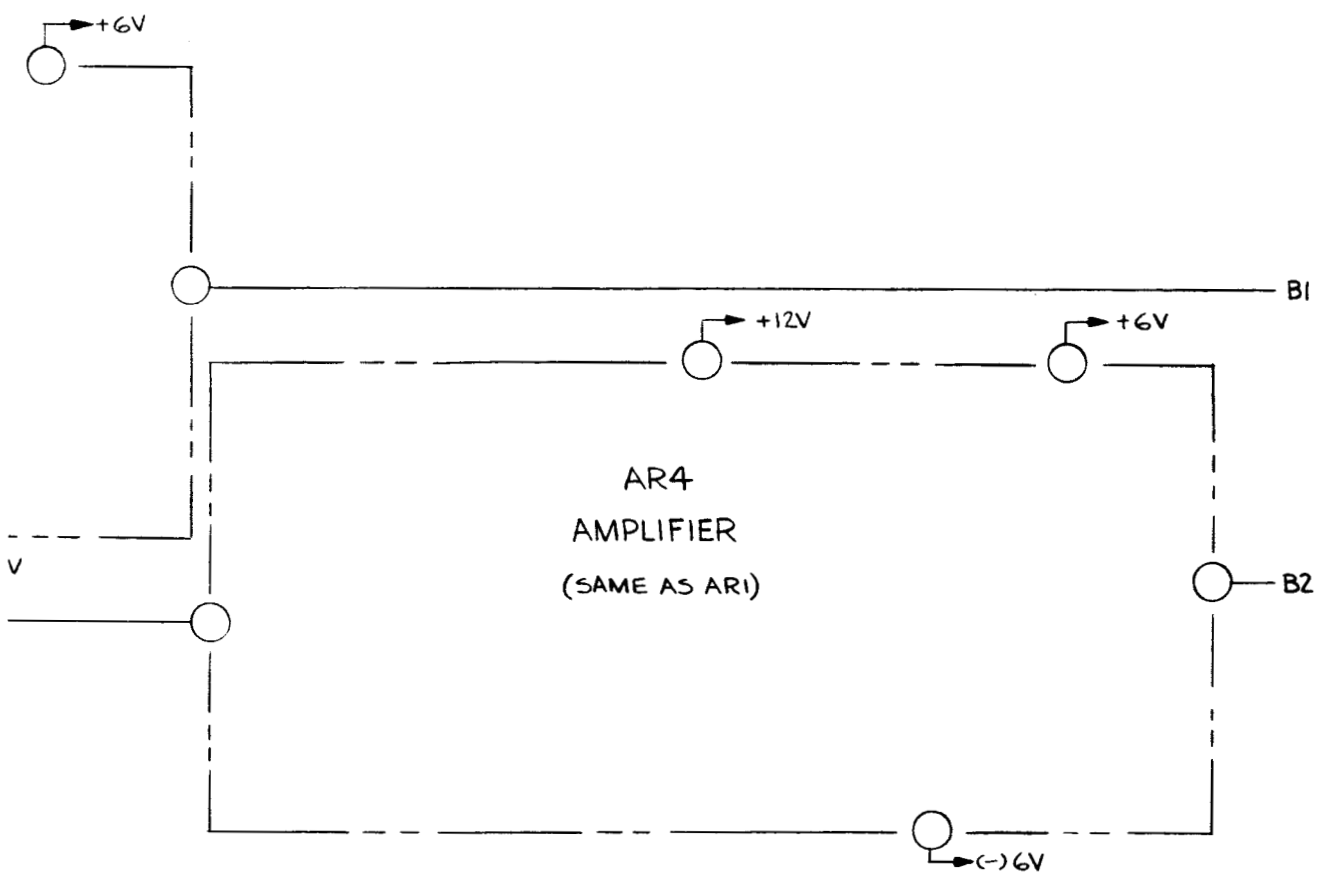 +6V
B1
+12V
+6V
AR4
AMPLIFIER
(SAME AS AR1)
V
B2
(-) 6V